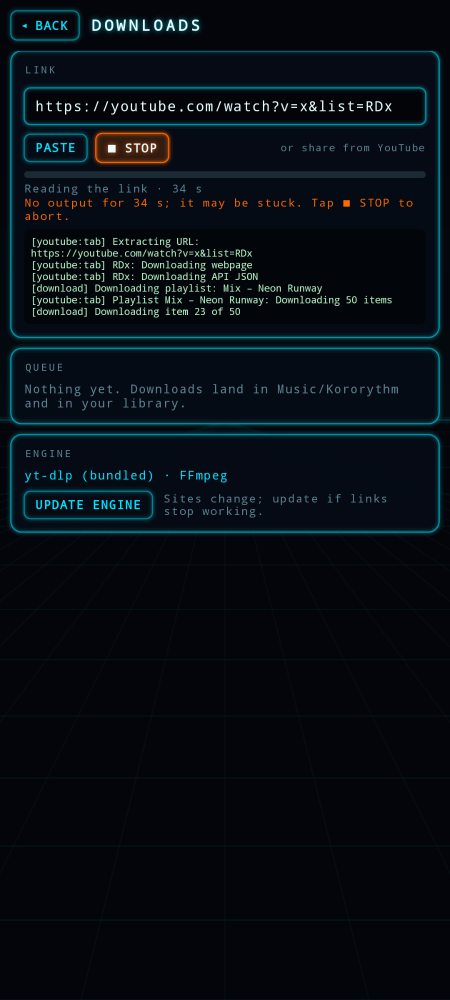 ◂ BACK DOWNLOADS
LINK
https://youtube.com/watch?v=x&list=RDx
PASTE ■ STOP or share from YouTube
Reading the link · 34 s
No output for 34 s; it may be stuck. Tap ■ STOP to
abort.
[youtube:tab] Extracting URL:
https://youtube.com/watch?v=x&list=RDx
[youtube:tab] RDx: Downloading webpage
[youtube:tab] RDx: Downloading API JSON
[download] Downloading playlist: Mix – Neon Runway
[youtube:tab] Playlist Mix – Neon Runway: Downloading 50 items
[download] Downloading item 23 of 50
QUEUE
Nothing yet. Downloads land in Music/Kororythm
and in your library.
ENGINE
yt-dlp (bundled) · FFmpeg
UPDATE ENGINE Sites change; update if links
stop working.